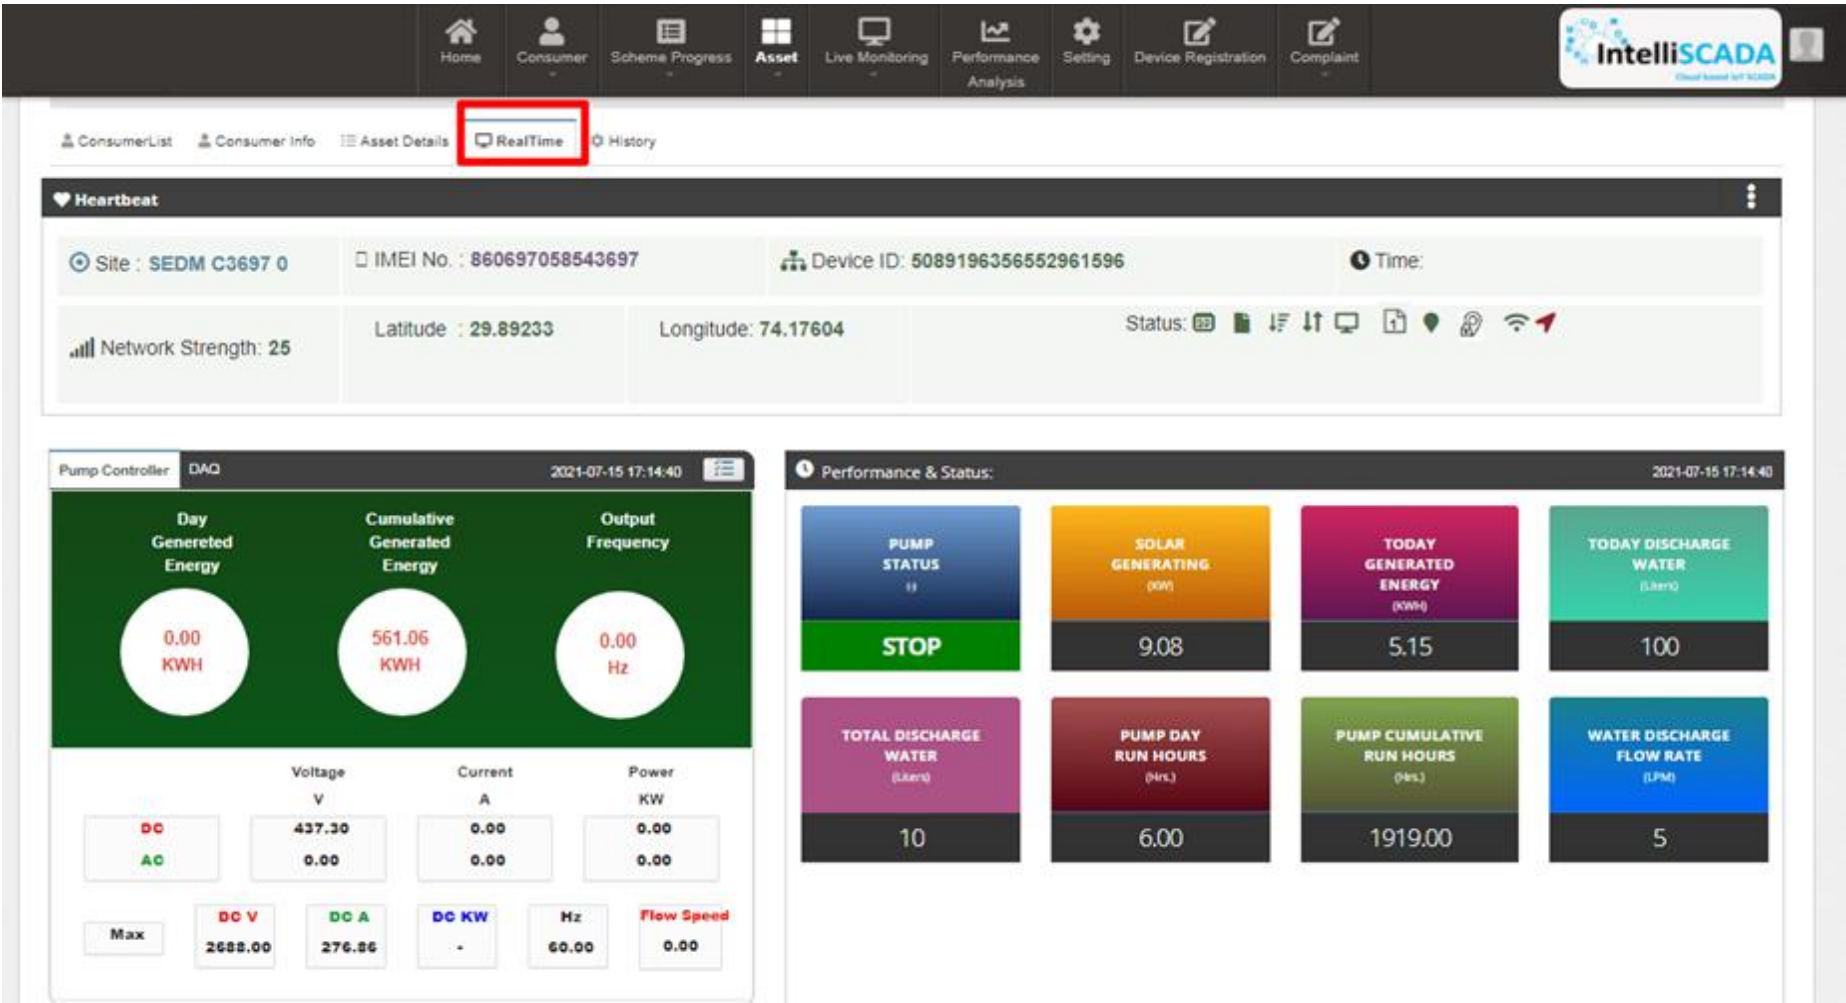 Home Consumer Scheme Progress Asset Live Monitoring Performance Setting Device Registration Complaint
Analysis
IntelliSCADA
Cloud based IoT SCADA
ConsumerList Consumer Info Asset Details RealTime History
Heartbeat
Site : SEDM C3697 0 IMEI No. : 860697058543697 Device ID: 5089196356552961596 Time:
Network Strength: 25 Latitude : 29.89233 Longitude: 74.17604 Status:
Pump Controller DAQ 2021-07-15 17:14:40
Day Cumulative Output
Genereted Generated Frequency
Energy Energy
0.00 561.06 0.00
KWH KWH Hz
Voltage Current Power
V A KW
DC 437.30 0.00 0.00
AC 0.00 0.00 0.00
DC V DC A DC KW Hz Flow Speed
Max 2688.00 276.86 - 60.00 0.00
Performance & Status: 2021-07-15 17:14:40
PUMP SOLAR TODAY TODAY DISCHARGE
STATUS GENERATING GENERATED WATER
(-) (KW) ENERGY (Liters)
(KWH)
STOP 9.08 5.15 100
TOTAL DISCHARGE PUMP DAY PUMP CUMULATIVE WATER DISCHARGE
WATER RUN HOURS RUN HOURS FLOW RATE
(Liters) (Hrs.) (Hrs.) (LPM)
10 6.00 1919.00 5